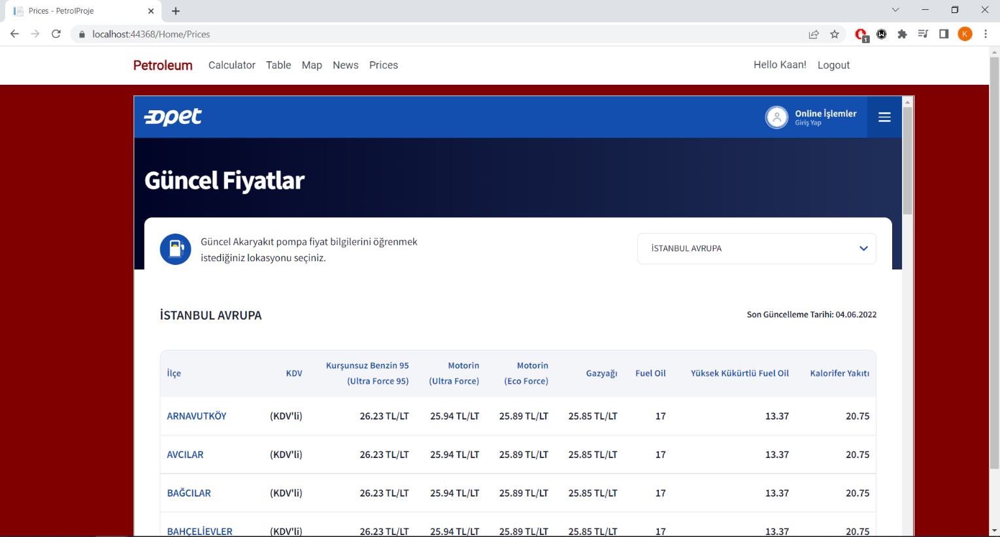 Prices - PetrolProje
localhost:44368/Home/Prices
1
K
Petroleum Calculator Table Map News Prices Hello Kaan! Logout
opet
Online İşlemler
Giriş Yap
Güncel Fiyatlar
Güncel Akaryakıt pompa fiyat bilgilerini öğrenmek
istediğiniz lokasyonu seçiniz.
İSTANBUL AVRUPA
İSTANBUL AVRUPA
Son Güncelleme Tarihi: 04.06.2022
İlçe KDV Kurşunsuz Benzin 95 (Ultra Force 95) Motorin (Ultra Force) Motorin (Eco Force) Gazyağı Fuel Oil Yüksek Kükürtlü Fuel Oil Kalorifer Yakıtı
ARNAVUTKÖY (KDV'li) 26.23 TL/LT 25.94 TL/LT 25.89 TL/LT 25.85 TL/LT 17 13.37 20.75
AVCILAR (KDV'li) 26.23 TL/LT 25.94 TL/LT 25.89 TL/LT 25.85 TL/LT 17 13.37 20.75
BAĞCILAR (KDV'li) 26.23 TL/LT 25.94 TL/LT 25.89 TL/LT 25.85 TL/LT 17 13.37 20.75
BAHÇELİEVLER (KDV'li) 26.23 TL/LT 25.94 TL/LT 25.89 TL/LT 25.85 TL/LT 17 13.37 20.75